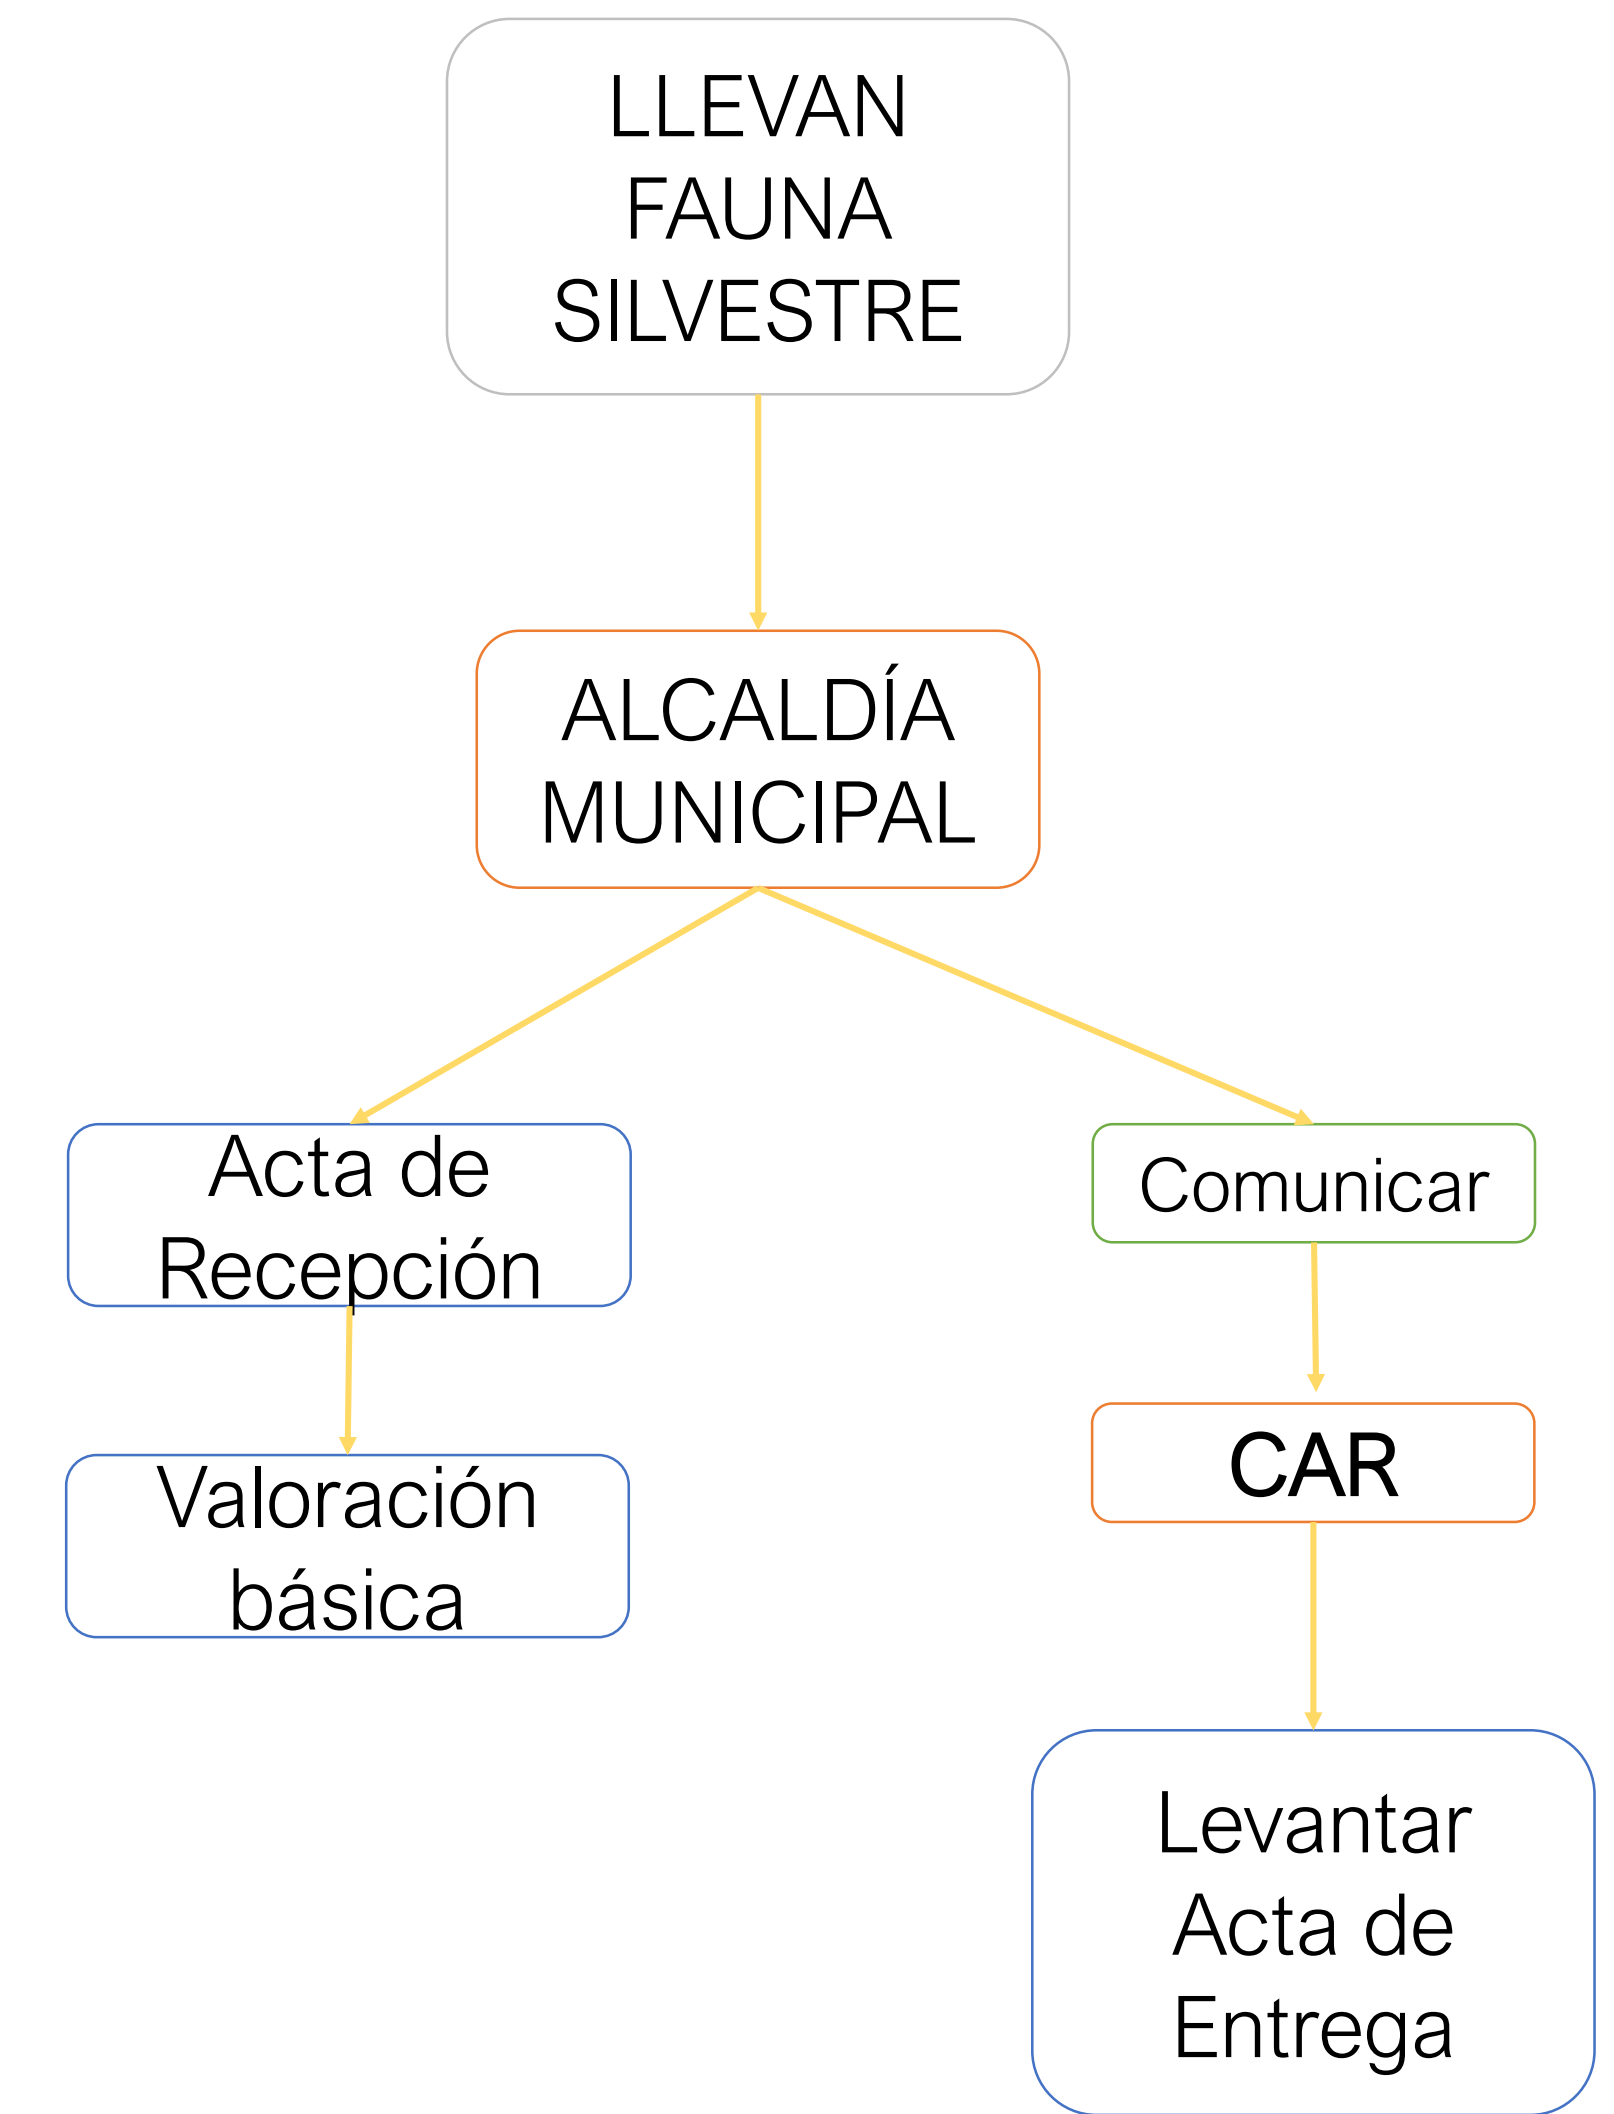 LLEVAN
FAUNA
SILVESTRE
ALCALDÍA
MUNICIPAL
Acta de
Recepción
Valoración
básica
Comunicar
CAR
Levantar
Acta de
Entrega